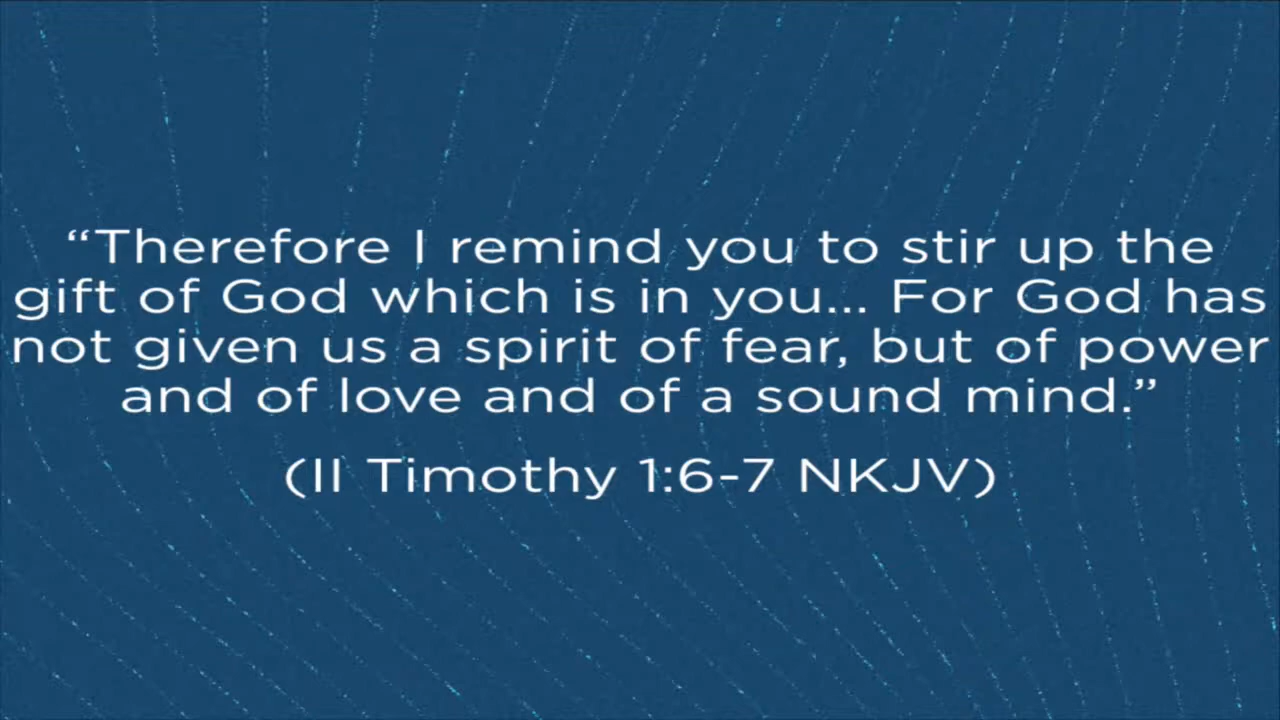 “Therefore I remind you to stir up the
gift of God which is in you... For God has
not given us a spirit of fear, but of power
and of love and of a sound mind.”
(II Timothy 1:6-7 NKJV)